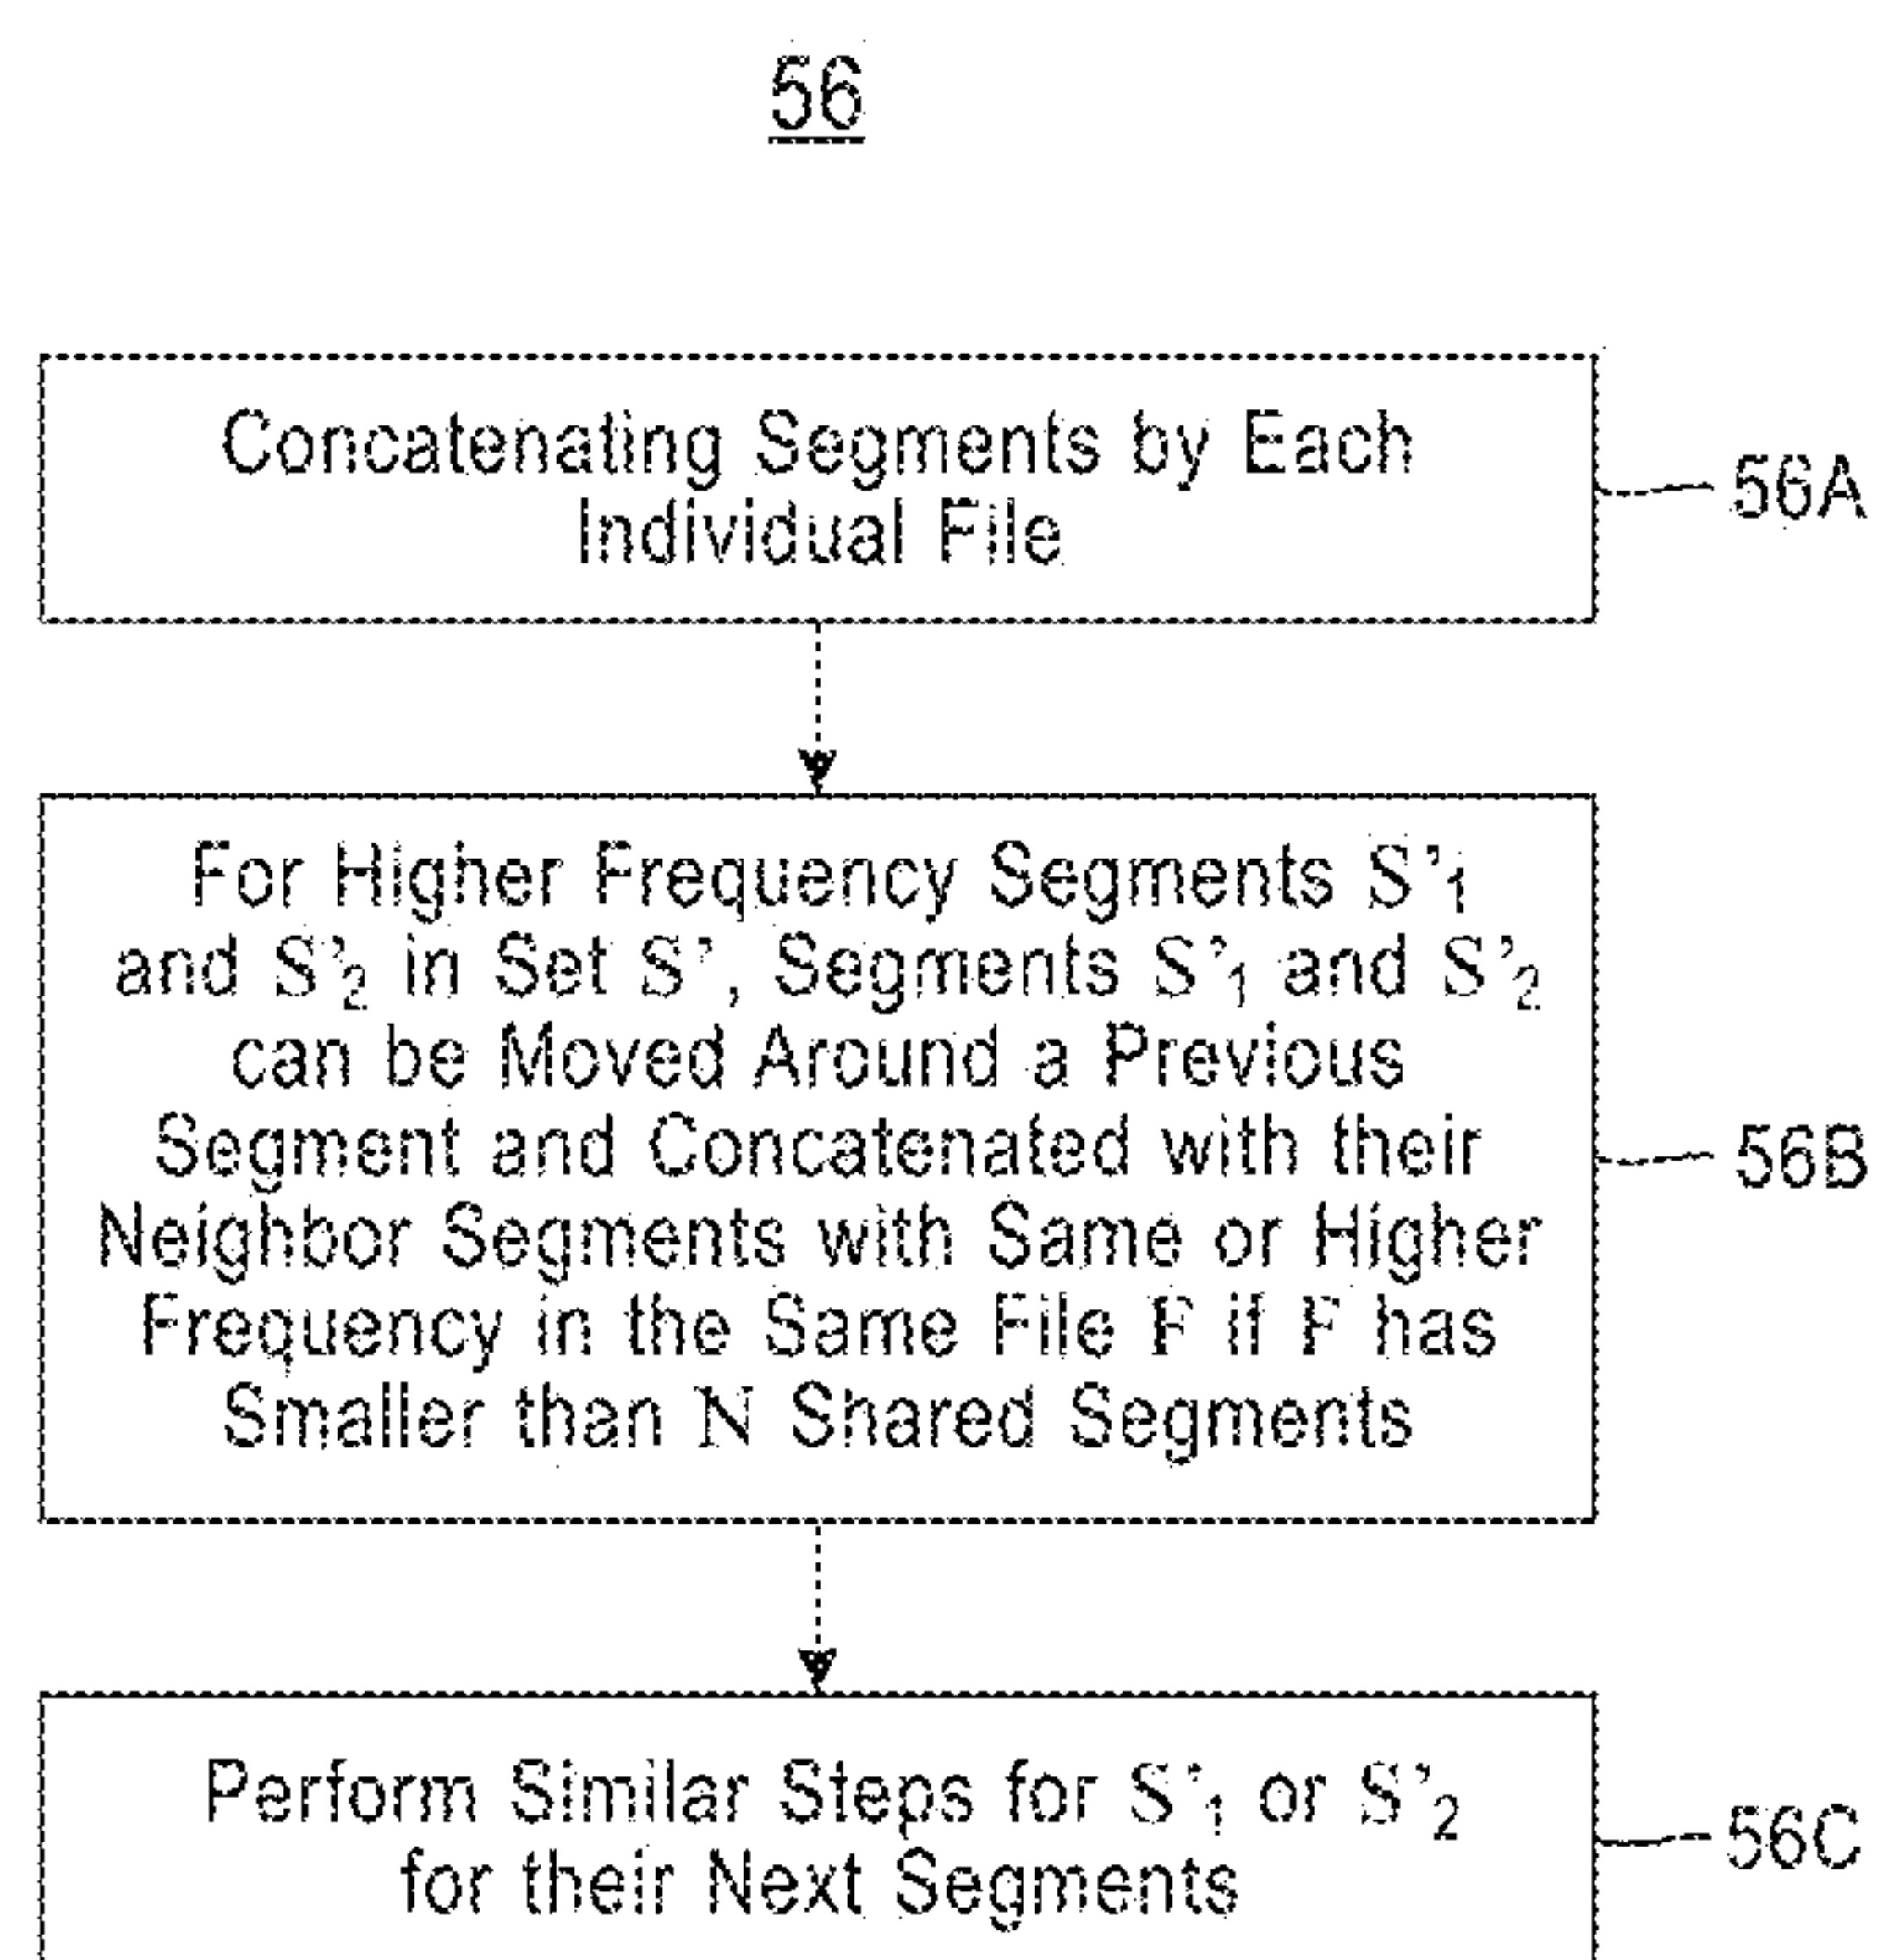 56
Concatenating Segments by Each
Individual File
56A
For Higher Frequency Segments S'₁
and S'₂ in Set S', Segments S'₁ and S'₂
can be Moved Around a Previous
Segment and Concatenated with their
Neighbor Segments with Same or Higher
Frequency in the Same File F if F has
Smaller than N Shared Segments
56B
Perform Similar Steps for S'₁ or S'₂
for their Next Segments
56C